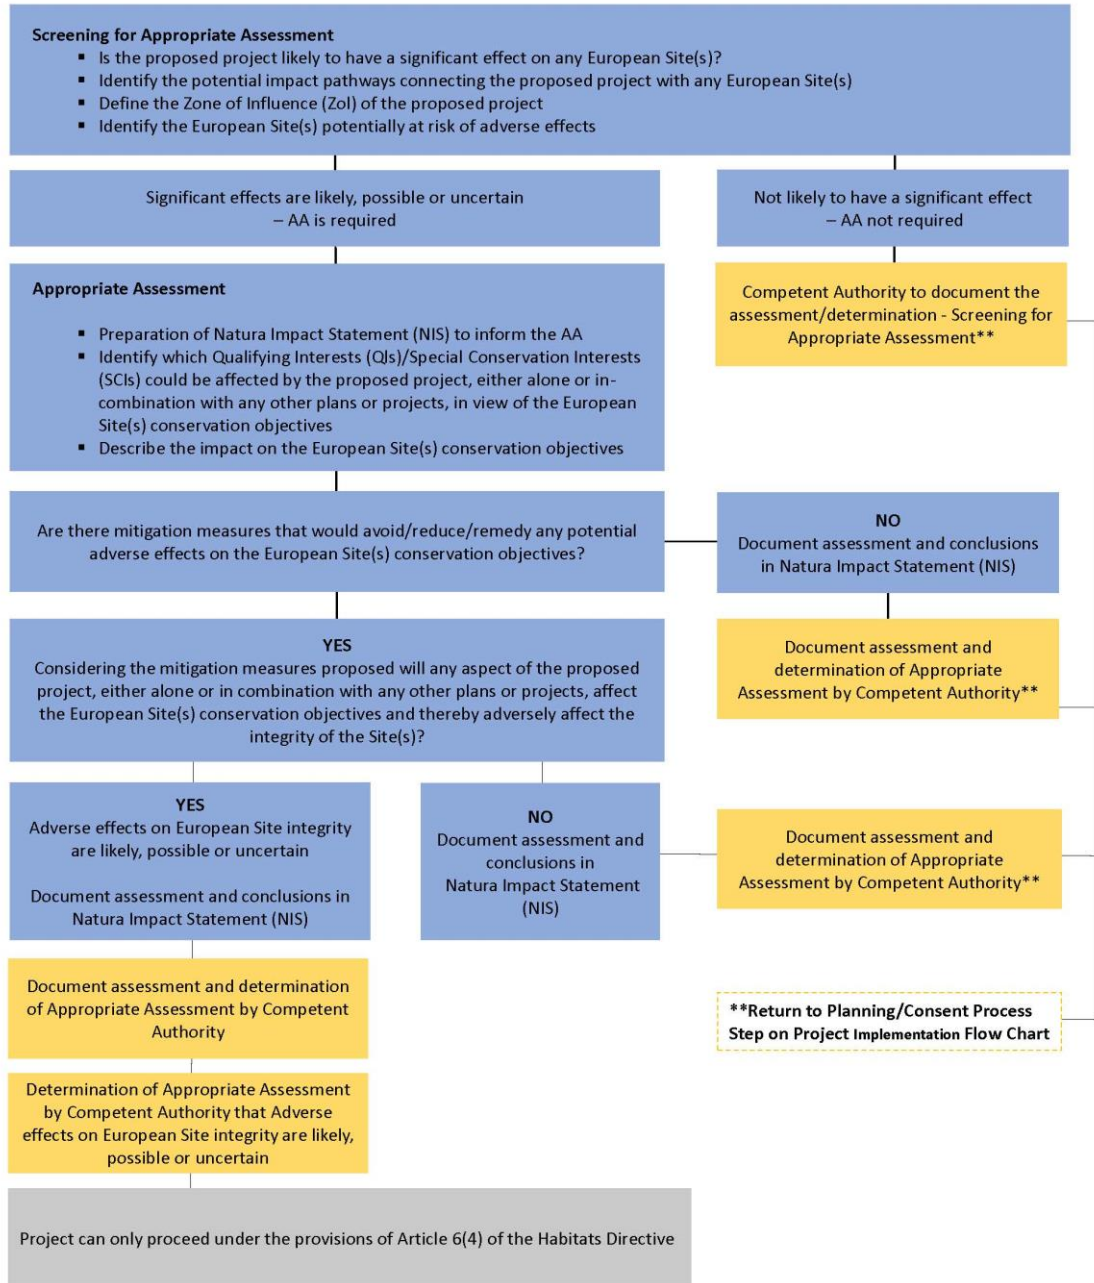 Screening for Appropriate Assessment
▪ Is the proposed project likely to have a significant effect on any European Site(s)?
▪ Identify the potential impact pathways connecting the proposed project with any European Site(s)
▪ Define the Zone of Influence (ZoI) of the proposed project
▪ Identify the European Site(s) potentially at risk of adverse effects
Significant effects are likely, possible or uncertain
– AA is required
Not likely to have a significant effect
– AA not required
Appropriate Assessment
▪ Preparation of Natura Impact Statement (NIS) to inform the AA
▪ Identify which Qualifying Interests (QIs)/Special Conservation Interests
(SCIs) could be affected by the proposed project, either alone or in-
combination with any other plans or projects, in view of the European
Site(s) conservation objectives
▪ Describe the impact on the European Site(s) conservation objectives
Competent Authority to document the
assessment/determination - Screening for
Appropriate Assessment**
Are there mitigation measures that would avoid/reduce/remedy any potential
adverse effects on the European Site(s) conservation objectives?
NO
Document assessment and conclusions
in Natura Impact Statement (NIS)
YES
Considering the mitigation measures proposed will any aspect of the proposed
project, either alone or in combination with any other plans or projects, affect
the European Site(s) conservation objectives and thereby adversely affect the
integrity of the Site(s)?
Document assessment and
determination of Appropriate
Assessment by Competent Authority**
YES
Adverse effects on European Site integrity
are likely, possible or uncertain
Document assessment and conclusions in
Natura Impact Statement (NIS)
NO
Document assessment and
conclusions in
Natura Impact Statement
(NIS)
Document assessment and
determination of Appropriate
Assessment by Competent Authority**
Document assessment and determination
of Appropriate Assessment by Competent
Authority
**Return to Planning/Consent Process
Step on Project Implementation Flow Chart
Determination of Appropriate Assessment
by Competent Authority that Adverse
effects on European Site integrity are likely,
possible or uncertain
Project can only proceed under the provisions of Article 6(4) of the Habitats Directive